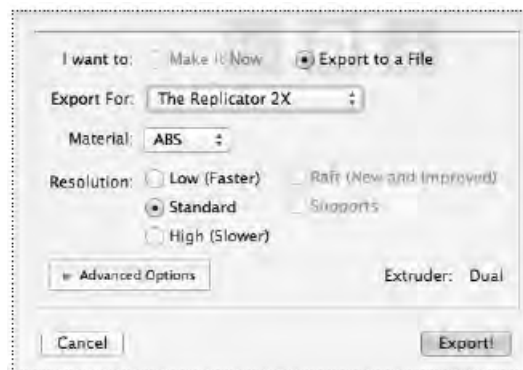 I want to: Make It Now Export to a File
Export For: The Replicator 2X
Material: ABS
Resolution: Low (Faster) Raft (New and Improved)
Standard Supports
High (Slower)
Advanced Options Extruder: Dual
Cancel Export!